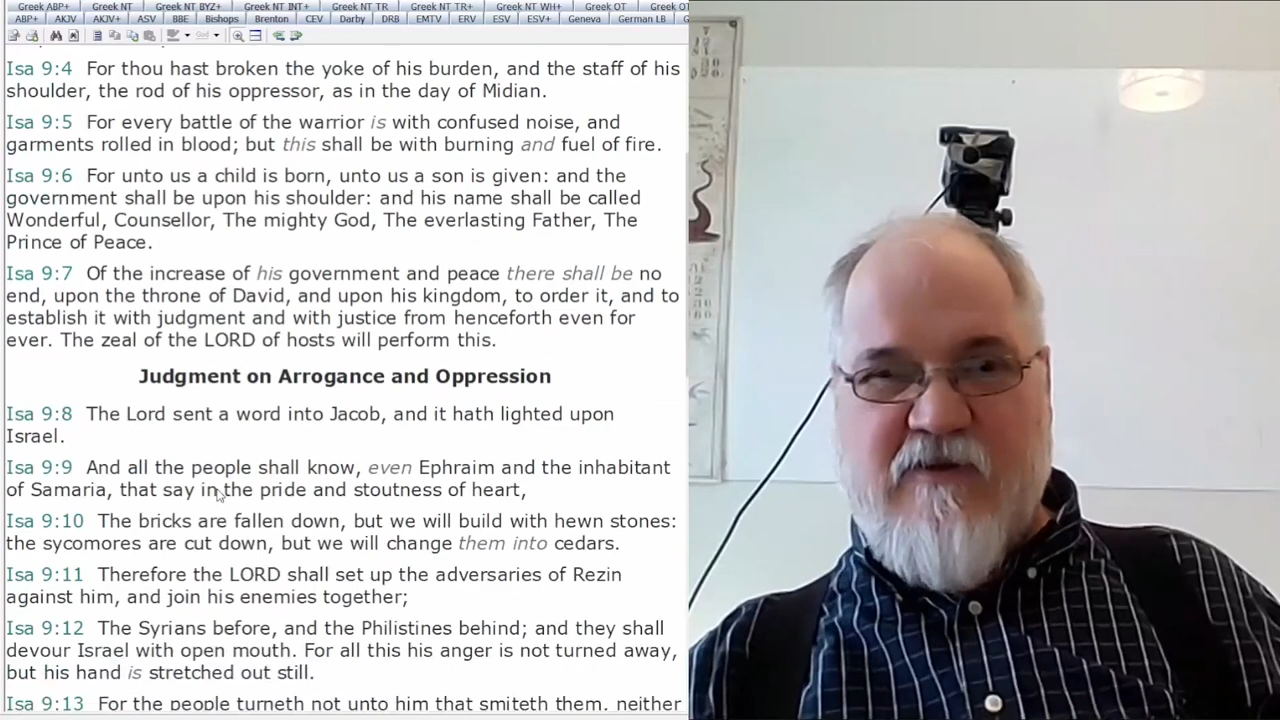 Greek ABP+ Greek NT Greek NT BYZ+ Greek NT INT+ Greek NT TR Greek NT TR+ Greek NT WH+ Greek OT Greek OT
ABP+ AKJV AKJV+ ASV BBE Bishops Brenton CEV Darby DRB EMTV ERV ESV ESV+ Geneva German LB G
Isa 9:4 For thou hast broken the yoke of his burden, and the staff of his
shoulder, the rod of his oppressor, as in the day of Midian.
Isa 9:5 For every battle of the warrior is with confused noise, and
garments rolled in blood; but this shall be with burning and fuel of fire.
Isa 9:6 For unto us a child is born, unto us a son is given: and the
government shall be upon his shoulder: and his name shall be called
Wonderful, Counsellor, The mighty God, The everlasting Father, The
Prince of Peace.
Isa 9:7 Of the increase of his government and peace there shall be no
end, upon the throne of David, and upon his kingdom, to order it, and to
establish it with judgment and with justice from henceforth even for
ever. The zeal of the LORD of hosts will perform this.
Judgment on Arrogance and Oppression
Isa 9:8 The Lord sent a word into Jacob, and it hath lighted upon
Israel.
Isa 9:9 And all the people shall know, even Ephraim and the inhabitant
of Samaria, that say in the pride and stoutness of heart,
Isa 9:10 The bricks are fallen down, but we will build with hewn stones:
the sycomores are cut down, but we will change them into cedars.
Isa 9:11 Therefore the LORD shall set up the adversaries of Rezin
against him, and join his enemies together;
Isa 9:12 The Syrians before, and the Philistines behind; and they shall
devour Israel with open mouth. For all this his anger is not turned away,
but his hand is stretched out still.
Isa 9:13 For the people turneth not unto him that smiteth them, neither